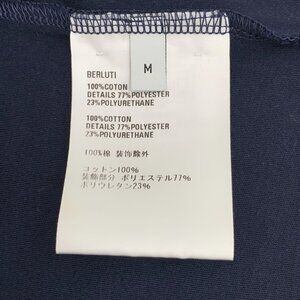 M
BERLUTI
100%COTON
DETAILS 77%POLYESTER
23%POLYURETHANE
100%COTTON
DETAILS 77%POLYESTER
23%POLYURETHANE
100%棉 装饰除外
コットン100%
装飾部分 ポリエステル77%
ポリウレタン23%